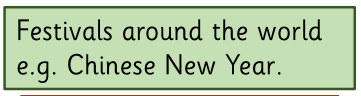 Festivals around the world
e.g. Chinese New Year.